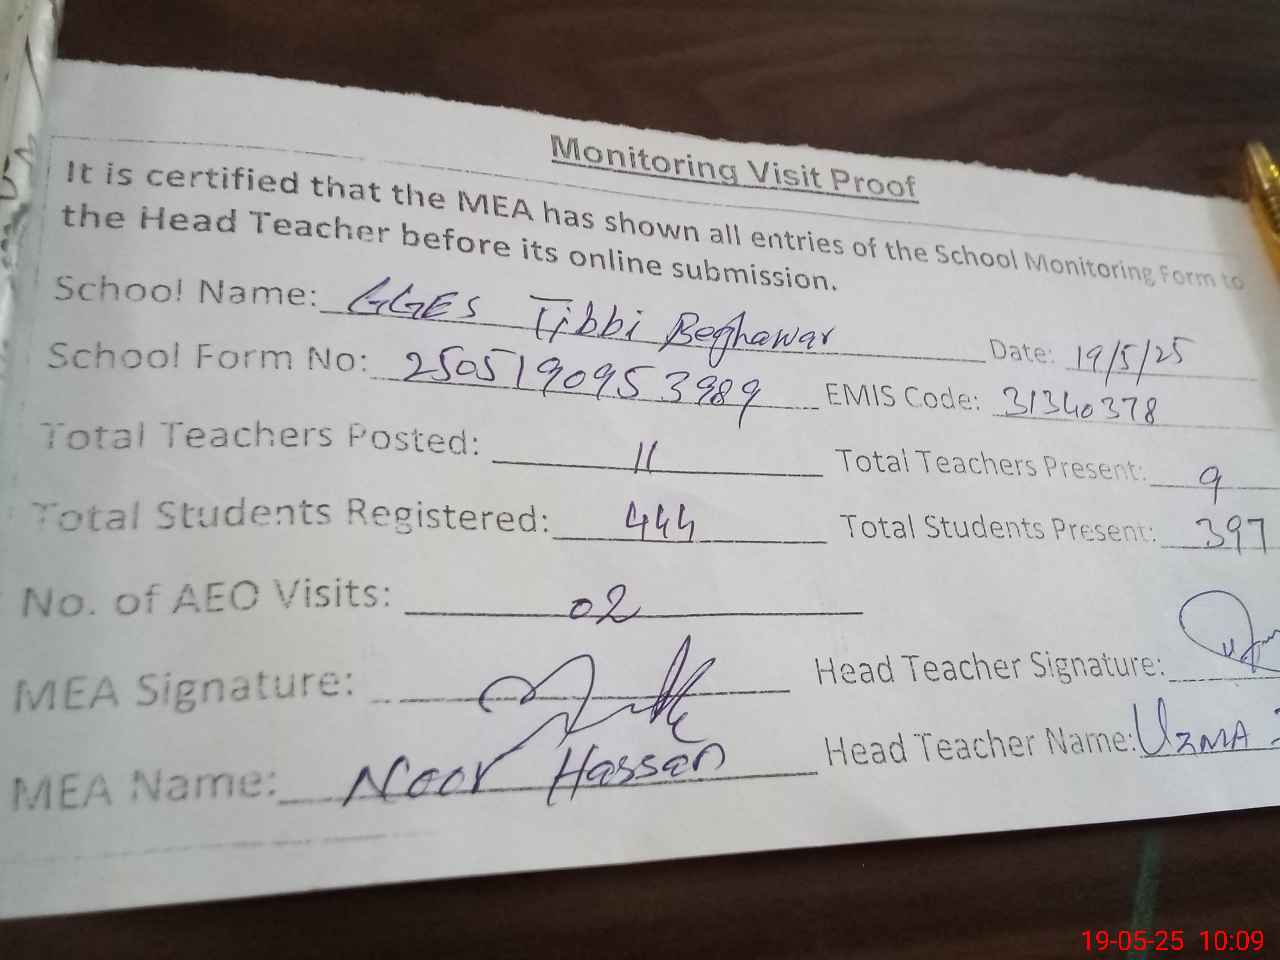 Monitoring Visit Proof
It is certified that the MEA has shown all entries of the School Monitoring Form to
the Head Teacher before its online submission.
School Name: GGES Tibbi Beghawar Date: 19/5/25
School Form No: 2505190953989 EMIS Code: 31340378
Total Teachers Posted: 11 Total Teachers Present: 9
Total Students Registered: 444 Total Students Present: 397
No. of AEO Visits: 02
MEA Signature: Head Teacher Signature:
MEA Name: Noor Hassan Head Teacher Name: UZMA
19-05-25 10:09